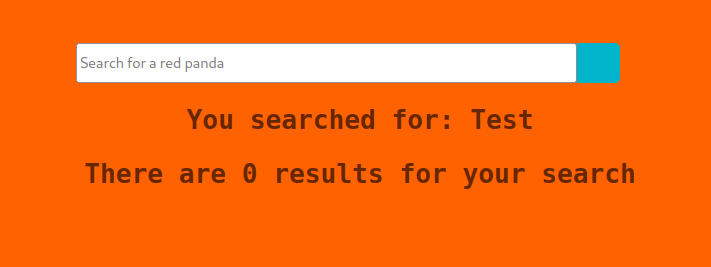 Search for a red panda
You searched for: Test
There are 0 results for your search